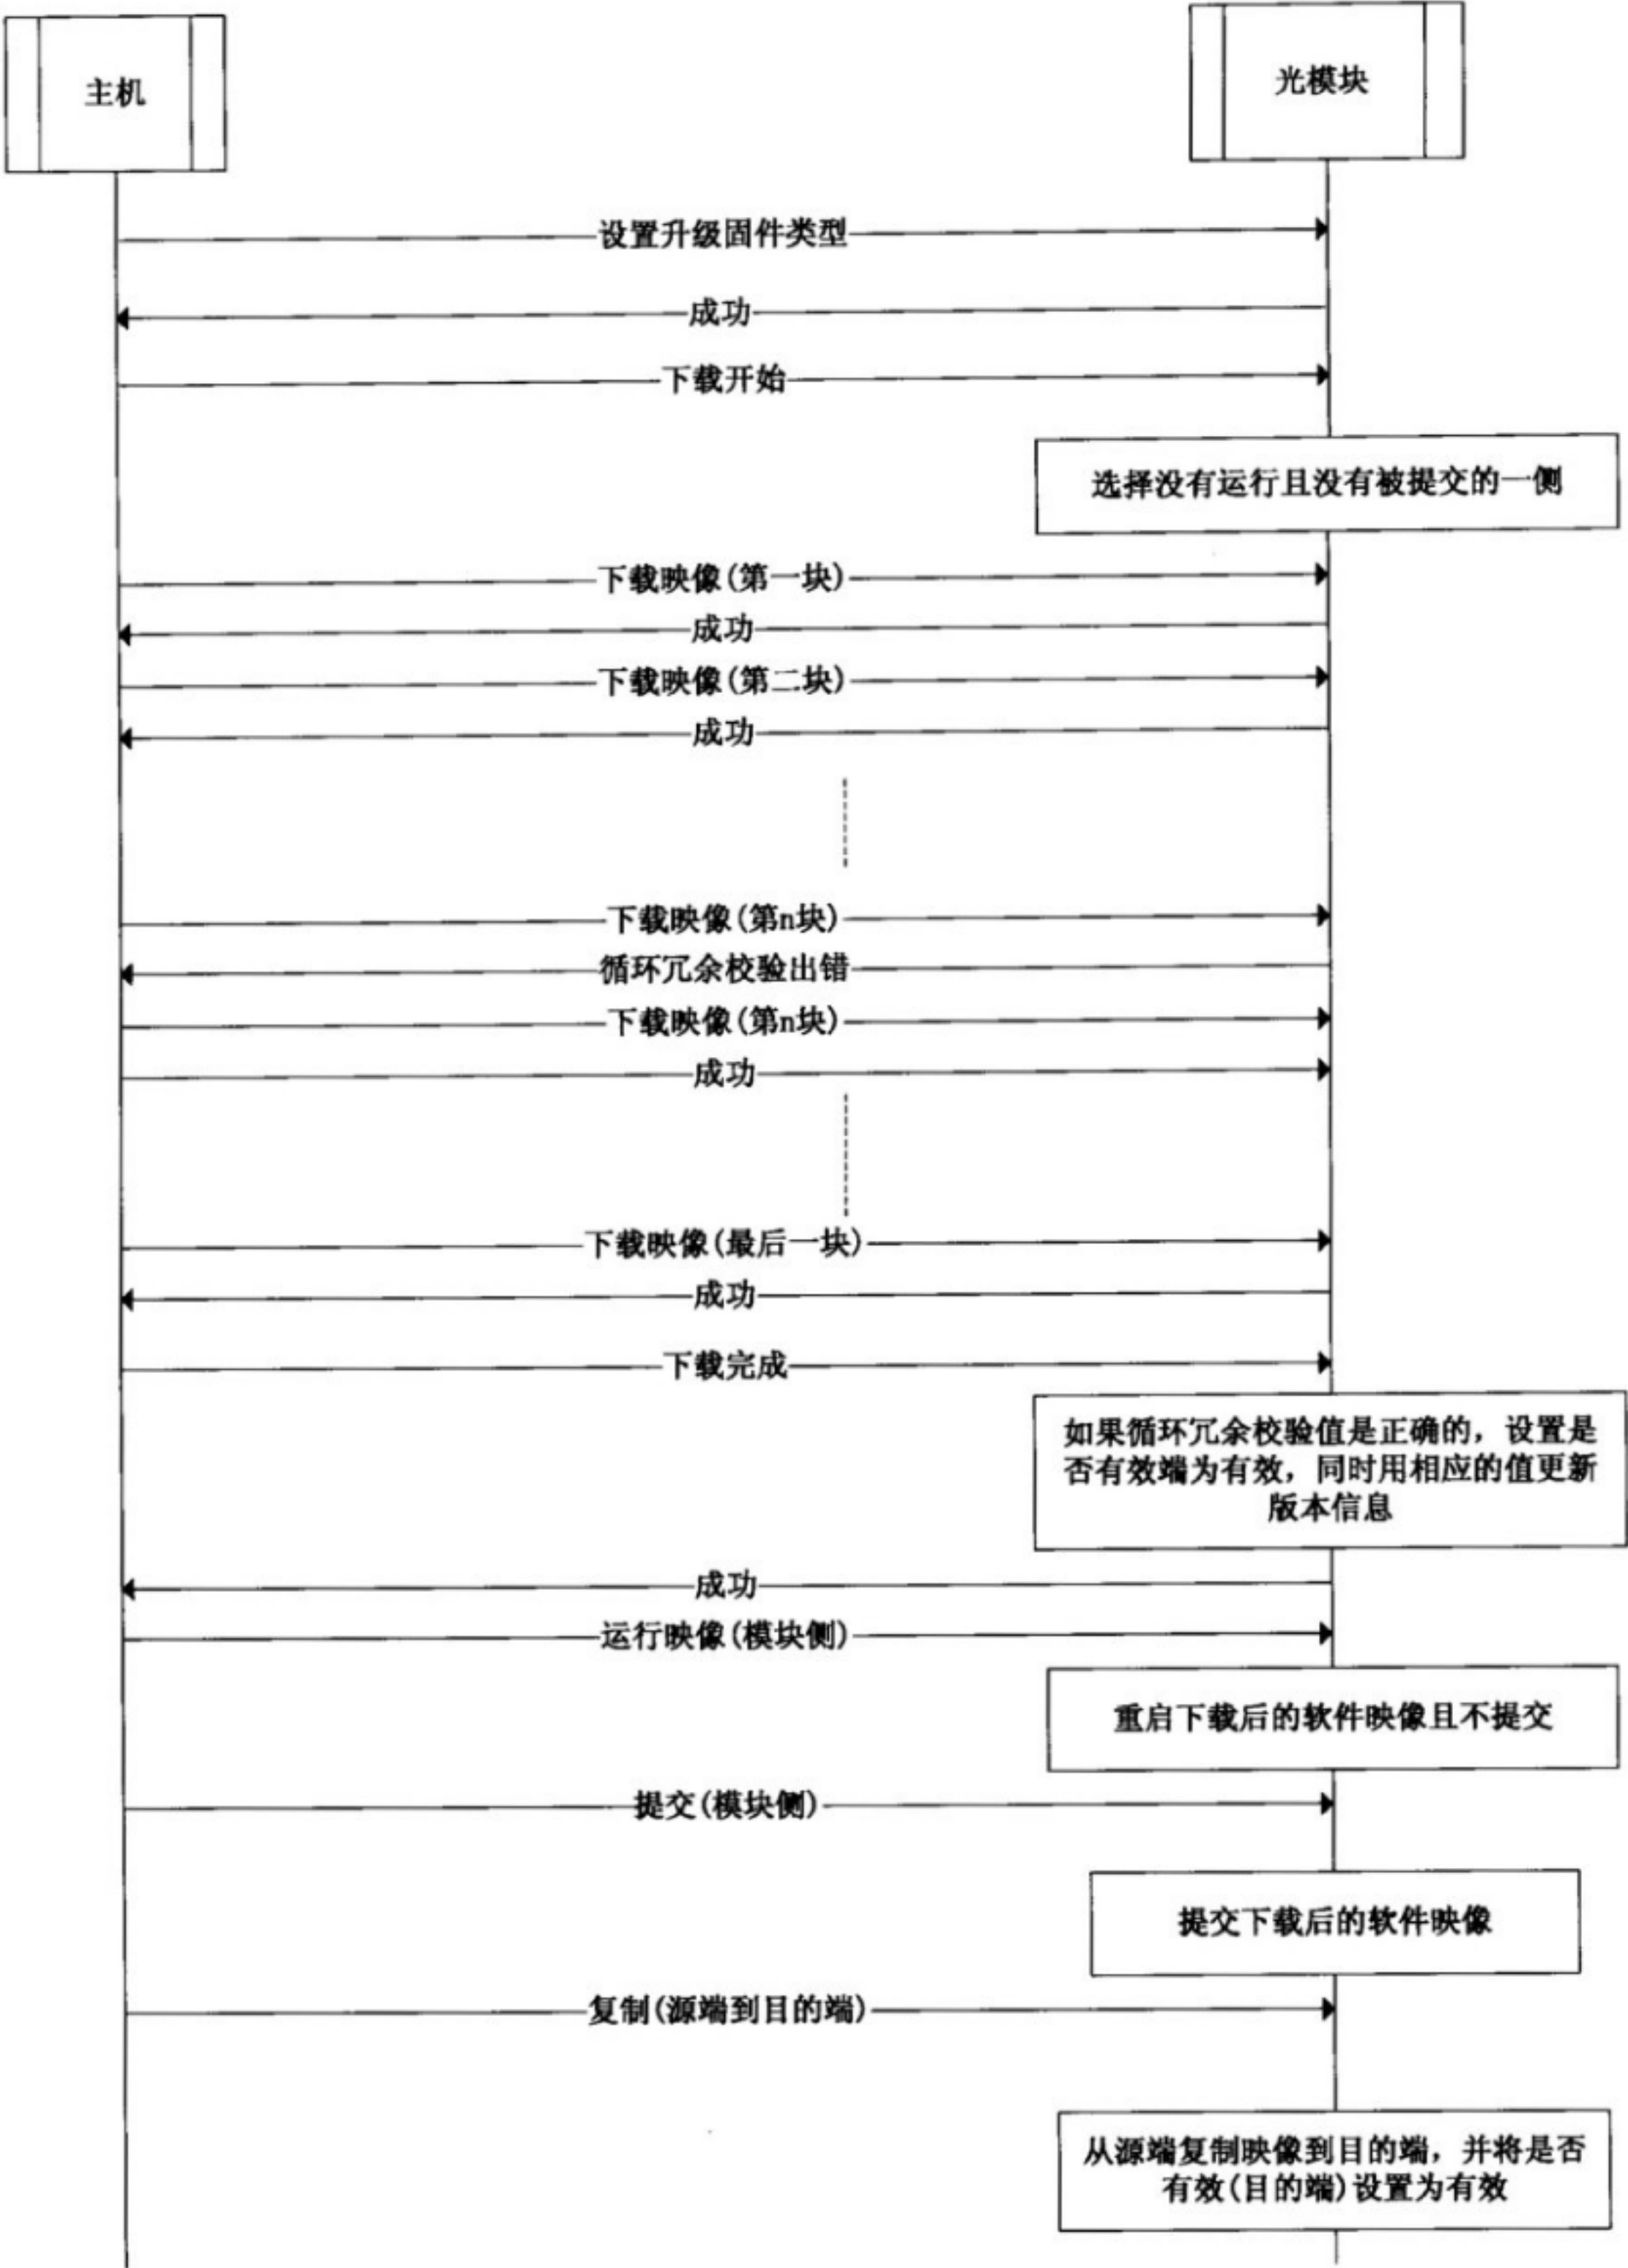 主机
光模块
设置升级固件类型
成功
下载开始
选择没有运行且没有被提交的一侧
下载映像(第一块)
成功
下载映像(第二块)
成功
下载映像(第n块)
循环冗余校验出错
下载映像(第n块)
成功
下载映像(最后一块)
成功
下载完成
如果循环冗余校验值是正确的，设置是
否有效端为有效，同时用相应的值更新
版本信息
成功
运行映像(模块侧)
重启下载后的软件映像且不提交
提交(模块侧)
提交下载后的软件映像
复制(源端到目的端)
从源端复制映像到目的端，并将是否
有效(目的端)设置为有效